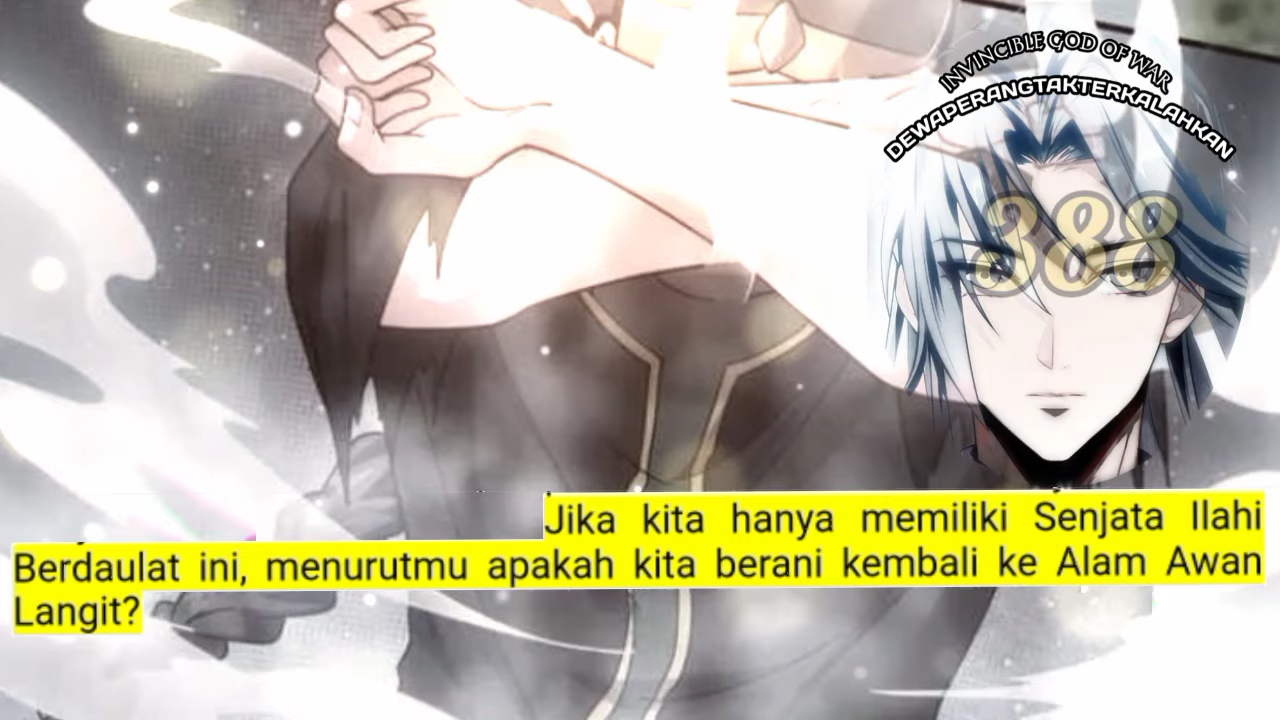 INVINCIBLE GOD OF WAR
DEWAPERANGTAKTERKALAHKAN
388
Jika kita hanya memiliki Senjata Ilahi
Berdaulat ini, menurutmu apakah kita berani kembali ke Alam Awan
Langit?